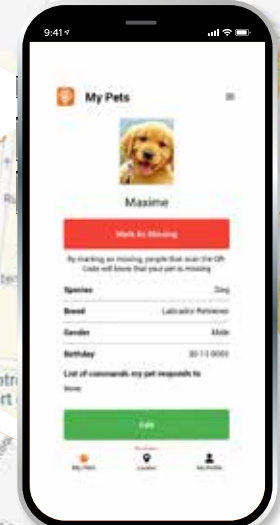 9:41
My Pets
Maxime
Mark As Missing
By marking as missing, people that scan the QR
Code will know that your pet is missing
Species Dog
Breed Labrador Retriever
Gender Male
Birthday
List of commands my pet responds to
None
Edit
My Pets Locator My Profile